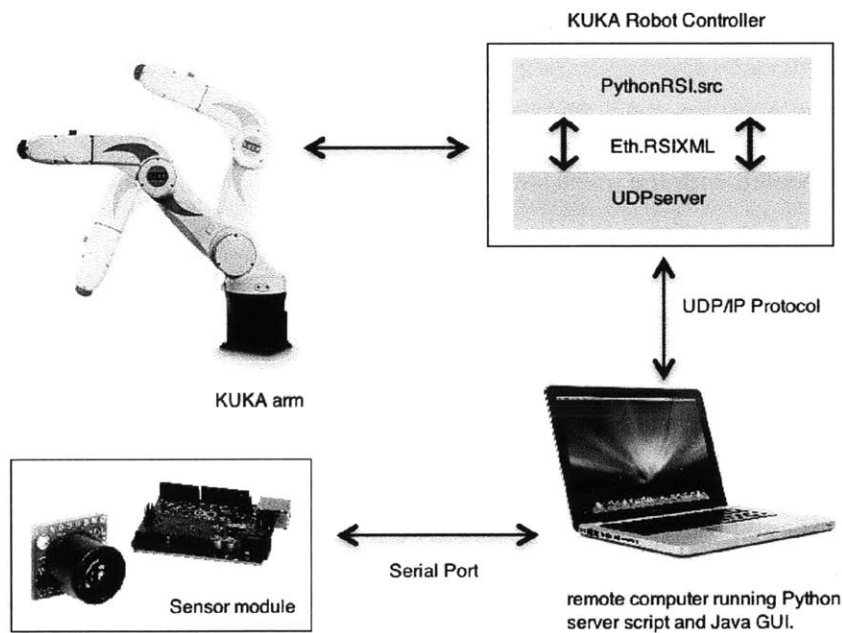 KUKA Robot Controller
PythonRSI.src
Eth.RSIXML
UDPserver
UDP/IP Protocol
KUKA arm
Serial Port
Sensor module
remote computer running Python
server script and Java GUI.